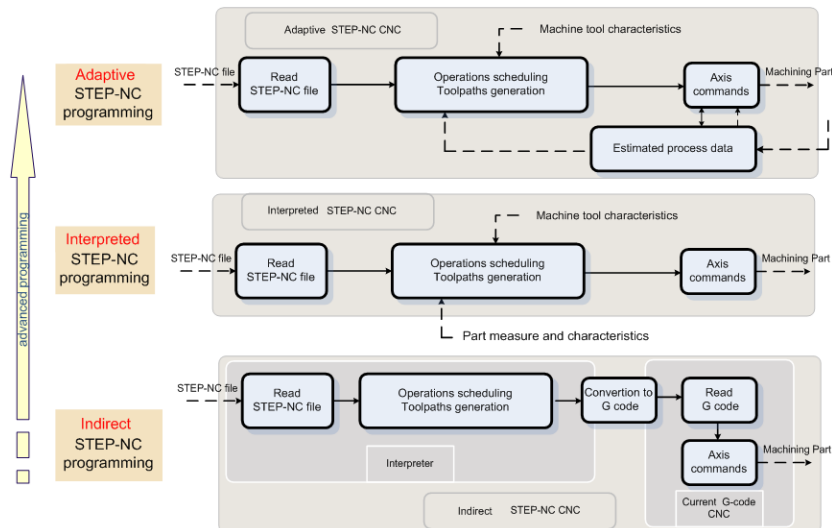 Adaptive STEP-NC CNC
Machine tool characteristics
Adaptive
STEP-NC
programming
STEP-NC file
Read
STEP-NC file
Operations scheduling
Toolpaths generation
Axis
commands
Machining Part
Estimated process data
advanced programming
Interpreted STEP-NC CNC
Machine tool characteristics
Interpreted
STEP-NC
programming
STEP-NC file
Read
STEP-NC file
Operations scheduling
Toolpaths generation
Axis
commands
Machining Part
Part measure and characteristics
Indirect
STEP-NC
programming
STEP-NC file
Read
STEP-NC file
Operations scheduling
Toolpaths generation
Convertion to
G code
Read
G code
Axis
commands
Machining Part
Interpreter
Indirect STEP-NC CNC
Current G-code
CNC